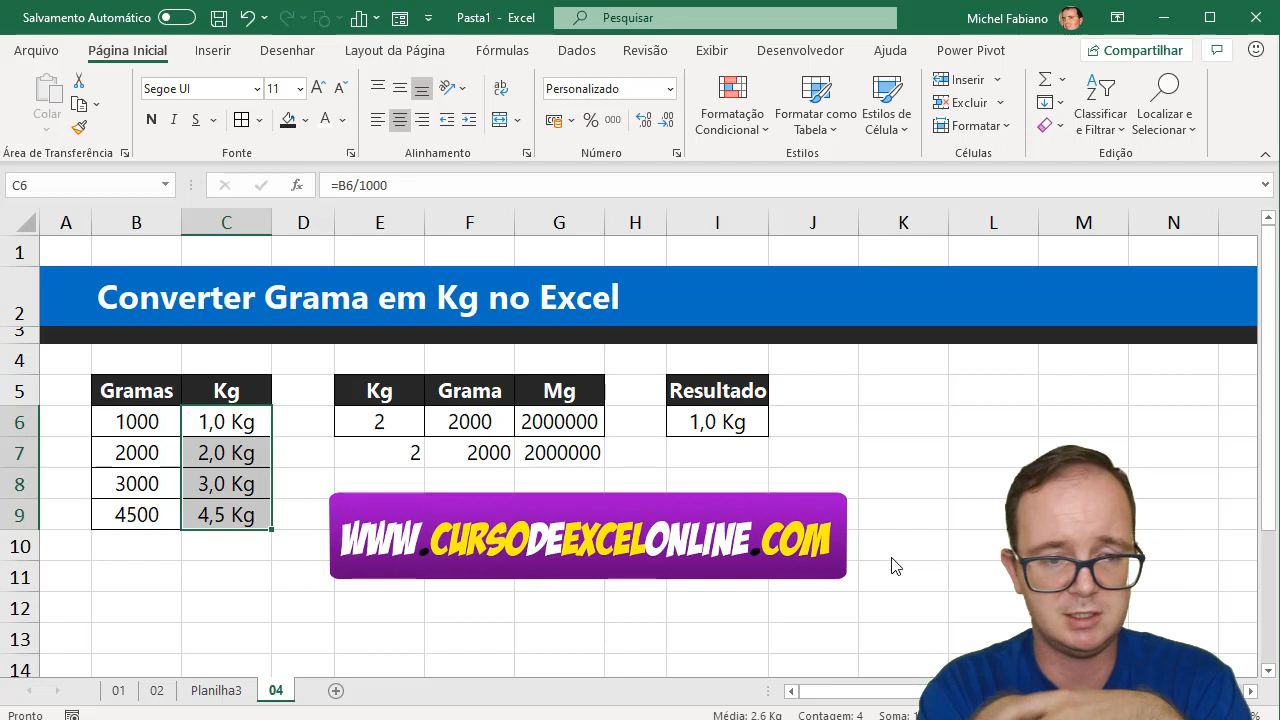 Salvamento Automático
Pasta1 - Excel
Pesquisar
Michel Fabiano
Arquivo
Página Inicial
Inserir
Desenhar
Layout da Página
Fórmulas
Dados
Revisão
Exibir
Desenvolvedor
Ajuda
Power Pivot
Compartilhar
Colar
Segoe UI
11
N I S
Personalizado
% 000
Formatação
Condicional
Formatar como
Tabela
Estilos de
Célula
Inserir
Excluir
Formatar
Classificar
e Filtrar
Localizar e
Selecionar
Área de Transferência
Fonte
Alinhamento
Número
Estilos
Células
Edição
C6
fx
=B6/1000
A B C D E F G H I J K L M N
1
2 Converter Grama em Kg no Excel
3
4
5 Gramas Kg Kg Grama Mg Resultado
6 1000 1,0 Kg 2 2000 2000000 1,0 Kg
7 2000 2,0 Kg 2 2000 2000000
8 3000 3,0 Kg
9 4500 4,5 Kg
WWW.CURSODEEXCELONLINE.COM
10
11
12
13
14
01
02
Planilha3
04
Pronto
Média: 2,6 Kg
Contagem: 4